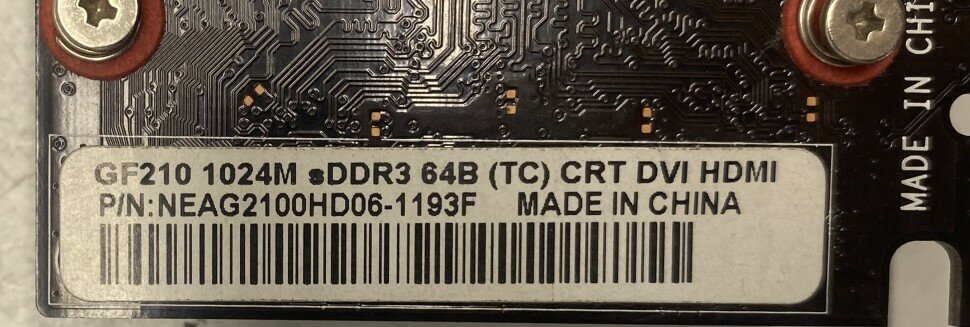 GF210 1024M sDDR3 64B (TC) CRT DVI HDMI
P/N:NEAG2100HD06-1193F MADE IN CHINA
MADE IN CHI